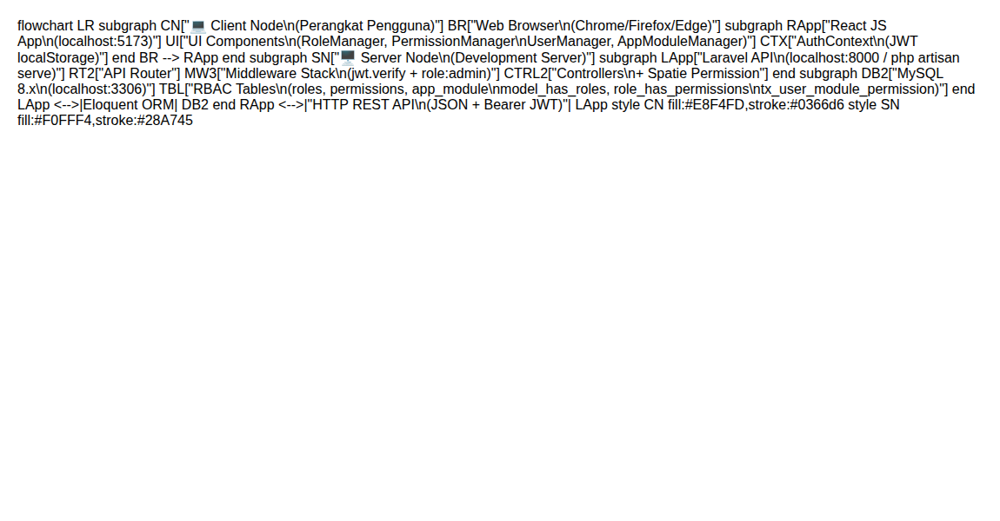 flowchart LR subgraph CN["💻 Client Node\n(Perangkat Pengguna)"] BR["Web Browser\n(Chrome/Firefox/Edge)"] subgraph RApp["React JS
App\n(localhost:5173)"] UI["UI Components\n(RoleManager, PermissionManager\nUserManager, AppModuleManager)"] CTX["AuthContext\n(JWT
localStorage)"] end BR --> RApp end subgraph SN["🖥️ Server Node\n(Development Server)"] subgraph LApp["Laravel API\n(localhost:8000 / php artisan
serve)"] RT2["API Router"] MW3["Middleware Stack\n(jwt.verify + role:admin)"] CTRL2["Controllers\n+ Spatie Permission"] end subgraph DB2["MySQL
8.x\n(localhost:3306)"] TBL["RBAC Tables\n(roles, permissions, app_module\nmodel_has_roles, role_has_permissions\ntx_user_module_permission)"] end
LApp <-->|Eloquent ORM| DB2 end RApp <-->|"HTTP REST API\n(JSON + Bearer JWT)"| LApp style CN fill:#E8F4FD,stroke:#0366d6 style SN
fill:#F0FFF4,stroke:#28A745